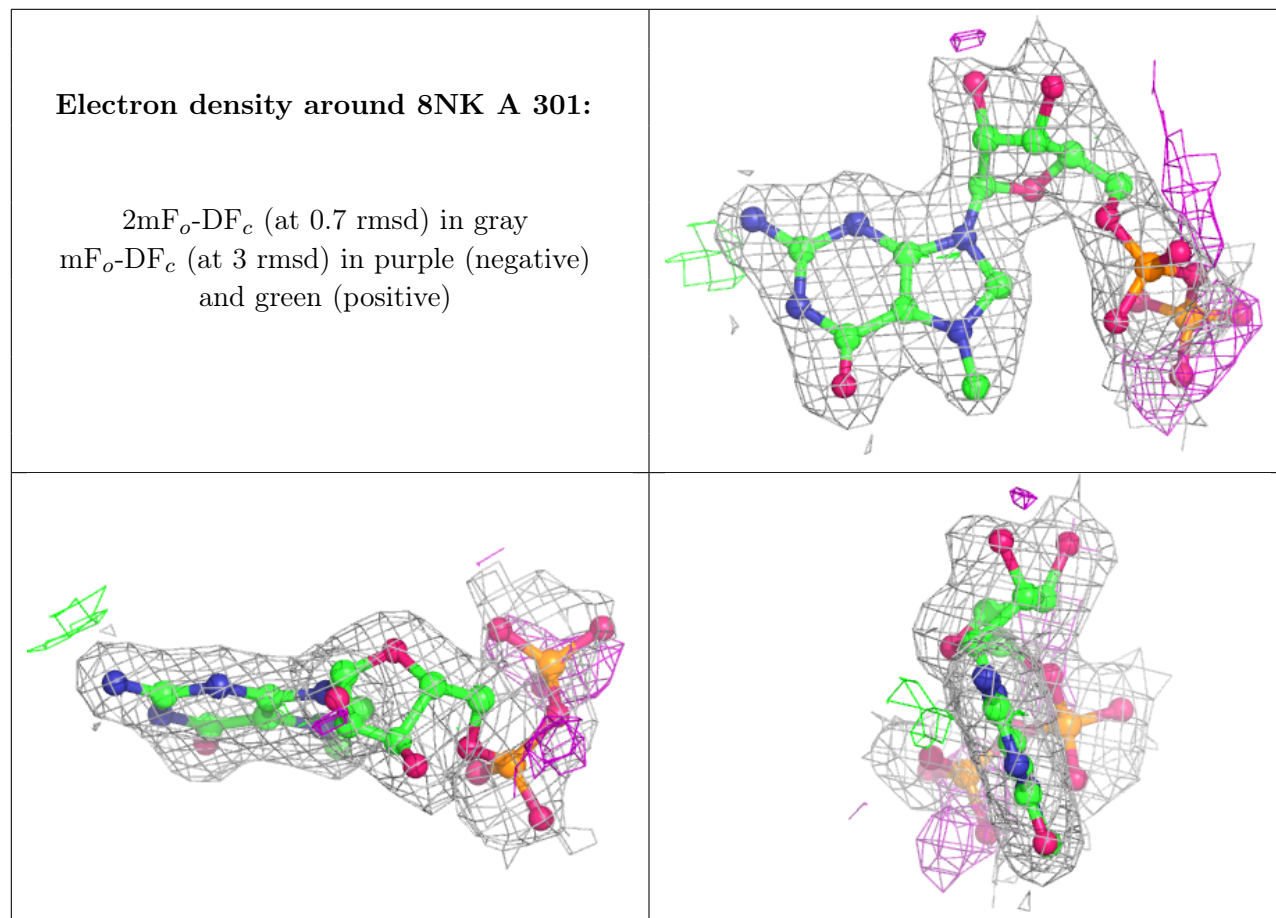 Electron density around 8NK A 301:
2mFo-DFc (at 0.7 rmsd) in gray
mFo-DFc (at 3 rmsd) in purple (negative)
and green (positive)